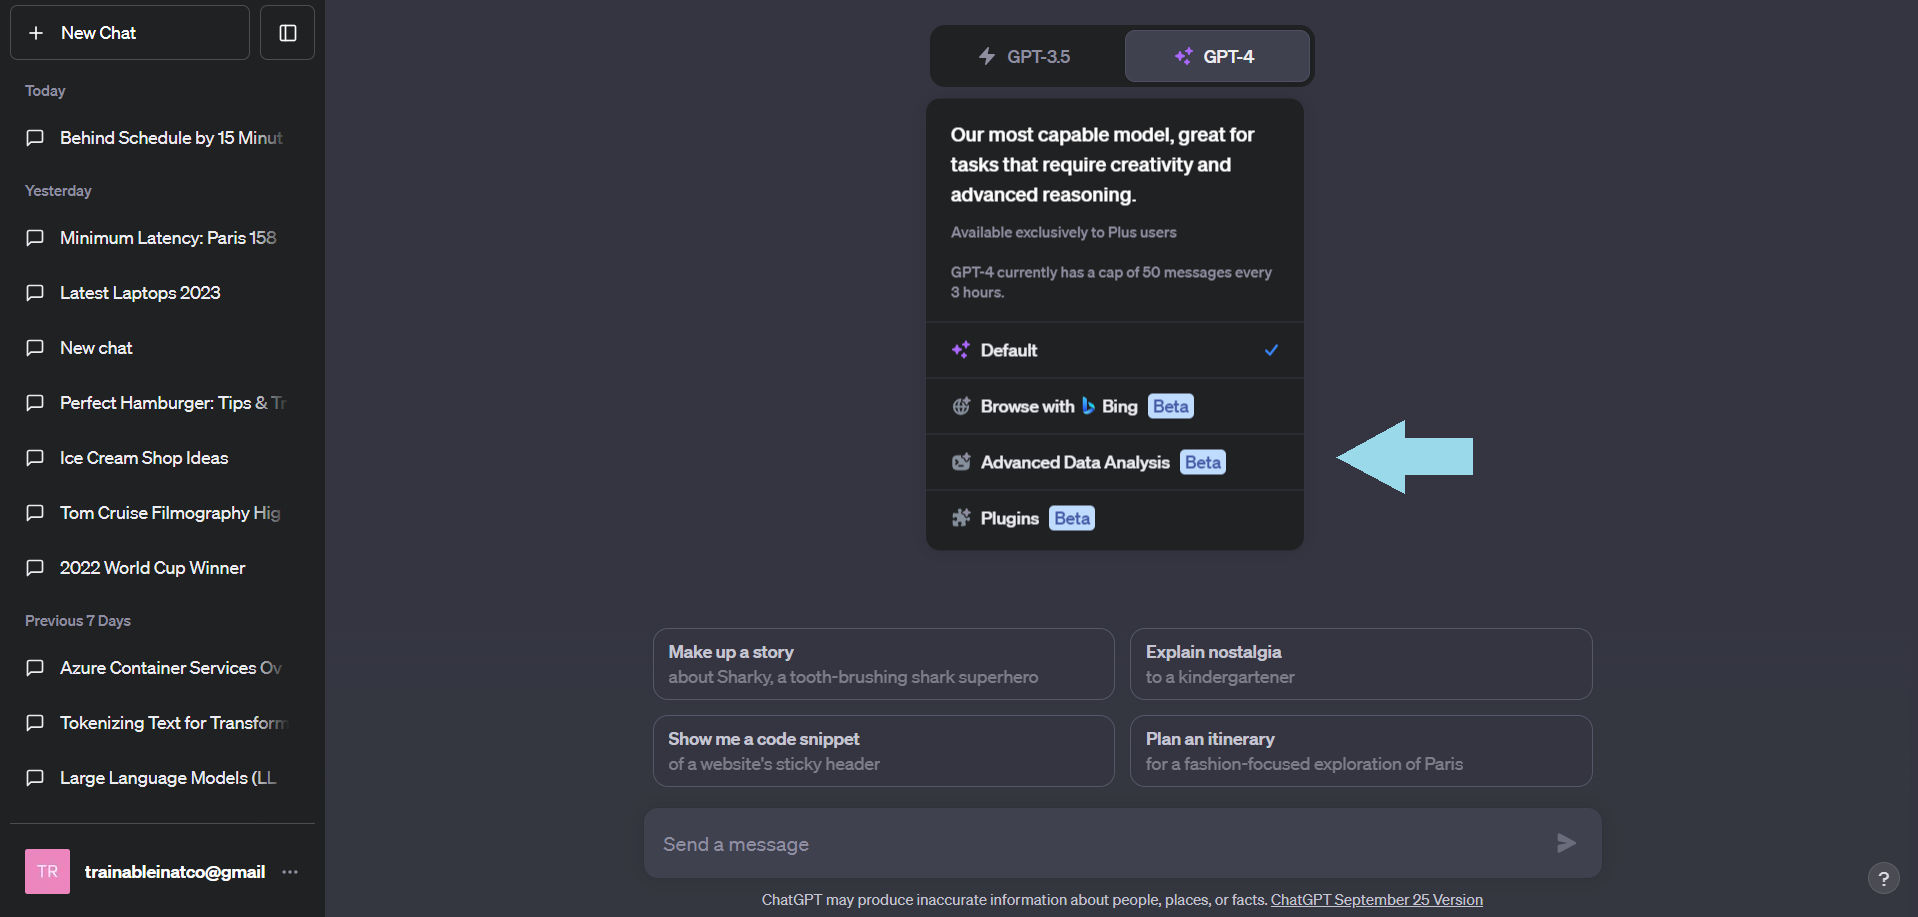 New Chat
Today
Behind Schedule by 15 Minut
Yesterday
Minimum Latency: Paris 158
Latest Laptops 2023
New chat
Perfect Hamburger: Tips & Tr
Ice Cream Shop Ideas
Tom Cruise Filmography Hig
2022 World Cup Winner
Previous 7 Days
Azure Container Services Ov
Tokenizing Text for Transform
Large Language Models (LL
TR trainableinatco@gmail ...
GPT-3.5 GPT-4
Our most capable model, great for
tasks that require creativity and
advanced reasoning.
Available exclusively to Plus users
GPT-4 currently has a cap of 50 messages every
3 hours.
Default
Browse with Bing Beta
Advanced Data Analysis Beta
Plugins Beta
Make up a story
about Sharky, a tooth-brushing shark superhero
Explain nostalgia
to a kindergartener
Show me a code snippet
of a website's sticky header
Plan an itinerary
for a fashion-focused exploration of Paris
Send a message
ChatGPT may produce inaccurate information about people, places, or facts. ChatGPT September 25 Version
?